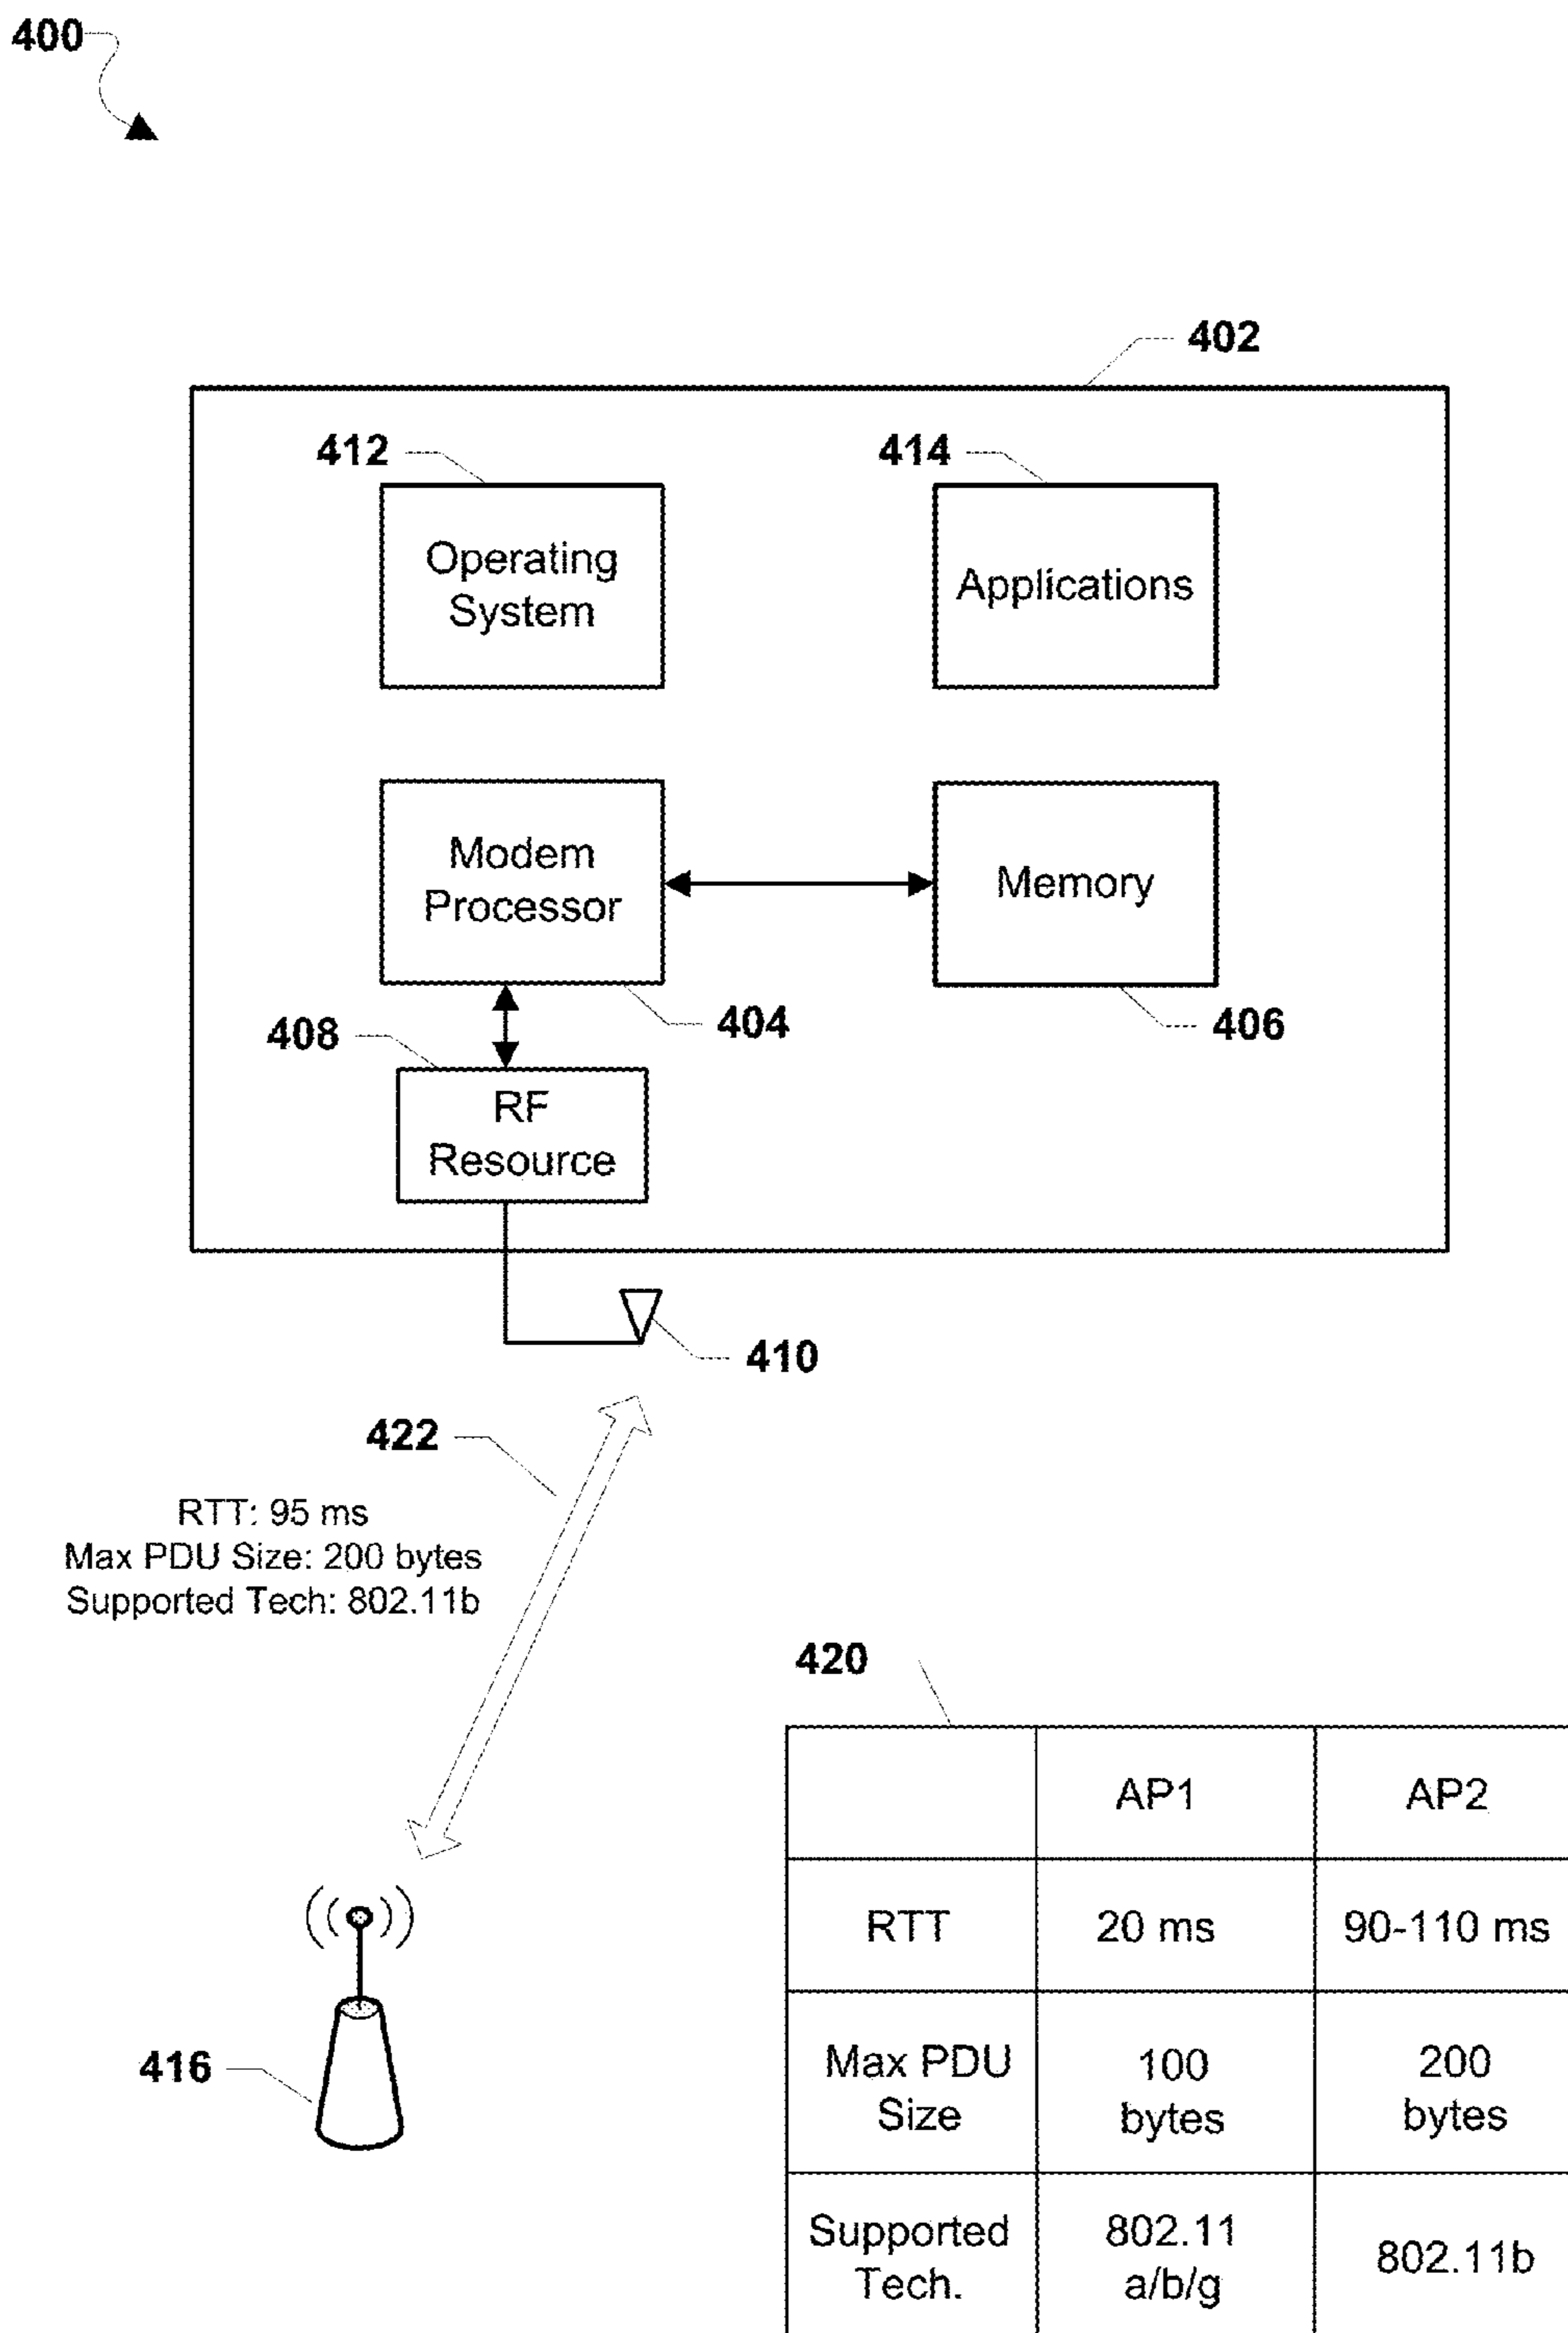 400
402
412
414
Operating
System
Applications
Modem
Processor
Memory
404
406
408
RF
Resource
410
422
RTT: 95 ms
Max PDU Size: 200 bytes
Supported Tech: 802.11b
416
420
AP1 AP2
RTT 20 ms 90-110 ms
Max PDU
Size
100
bytes
200
bytes
Supported
Tech.
802.11
a/b/g
802.11b